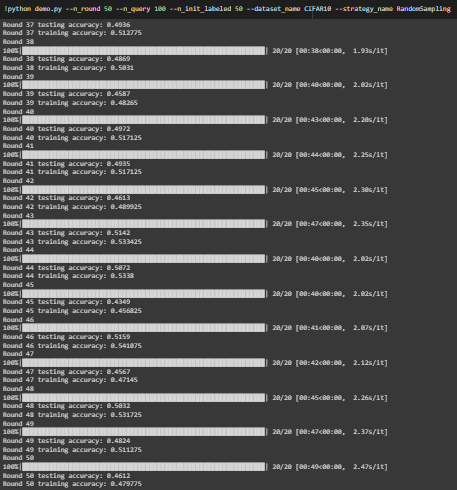 !python demo.py --n_round 50 --n_query 100 --n_init_labeled 50 --dataset_name CIFAR10 --strategy_name RandomSampling
Round 37 testing accuracy: 0.4936
Round 37 training accuracy: 0.512775
Round 38
100%| | 20/20 [00:38<00:00, 1.93s/it]
Round 38 testing accuracy: 0.4869
Round 38 training accuracy: 0.5031
Round 39
100%| | 20/20 [00:40<00:00, 2.02s/it]
Round 39 testing accuracy: 0.4587
Round 39 training accuracy: 0.48265
Round 40
100%| | 20/20 [00:43<00:00, 2.20s/it]
Round 40 testing accuracy: 0.4972
Round 40 training accuracy: 0.517125
Round 41
100%| | 20/20 [00:44<00:00, 2.25s/it]
Round 41 testing accuracy: 0.4935
Round 41 training accuracy: 0.517125
Round 42
100%| | 20/20 [00:45<00:00, 2.30s/it]
Round 42 testing accuracy: 0.4613
Round 42 training accuracy: 0.489925
Round 43
100%| | 20/20 [00:47<00:00, 2.35s/it]
Round 43 testing accuracy: 0.5142
Round 43 training accuracy: 0.533425
Round 44
100%| | 20/20 [00:40<00:00, 2.02s/it]
Round 44 testing accuracy: 0.5072
Round 44 training accuracy: 0.5338
Round 45
100%| | 20/20 [00:40<00:00, 2.02s/it]
Round 45 testing accuracy: 0.4349
Round 45 training accuracy: 0.456825
Round 46
100%| | 20/20 [00:41<00:00, 2.07s/it]
Round 46 testing accuracy: 0.5159
Round 46 training accuracy: 0.541075
Round 47
100%| | 20/20 [00:42<00:00, 2.12s/it]
Round 47 testing accuracy: 0.4567
Round 47 training accuracy: 0.47145
Round 48
100%| | 20/20 [00:45<00:00, 2.26s/it]
Round 48 testing accuracy: 0.5032
Round 48 training accuracy: 0.531725
Round 49
100%| | 20/20 [00:47<00:00, 2.37s/it]
Round 49 testing accuracy: 0.4824
Round 49 training accuracy: 0.511275
Round 50
100%| | 20/20 [00:49<00:00, 2.47s/it]
Round 50 testing accuracy: 0.4612
Round 50 training accuracy: 0.479775